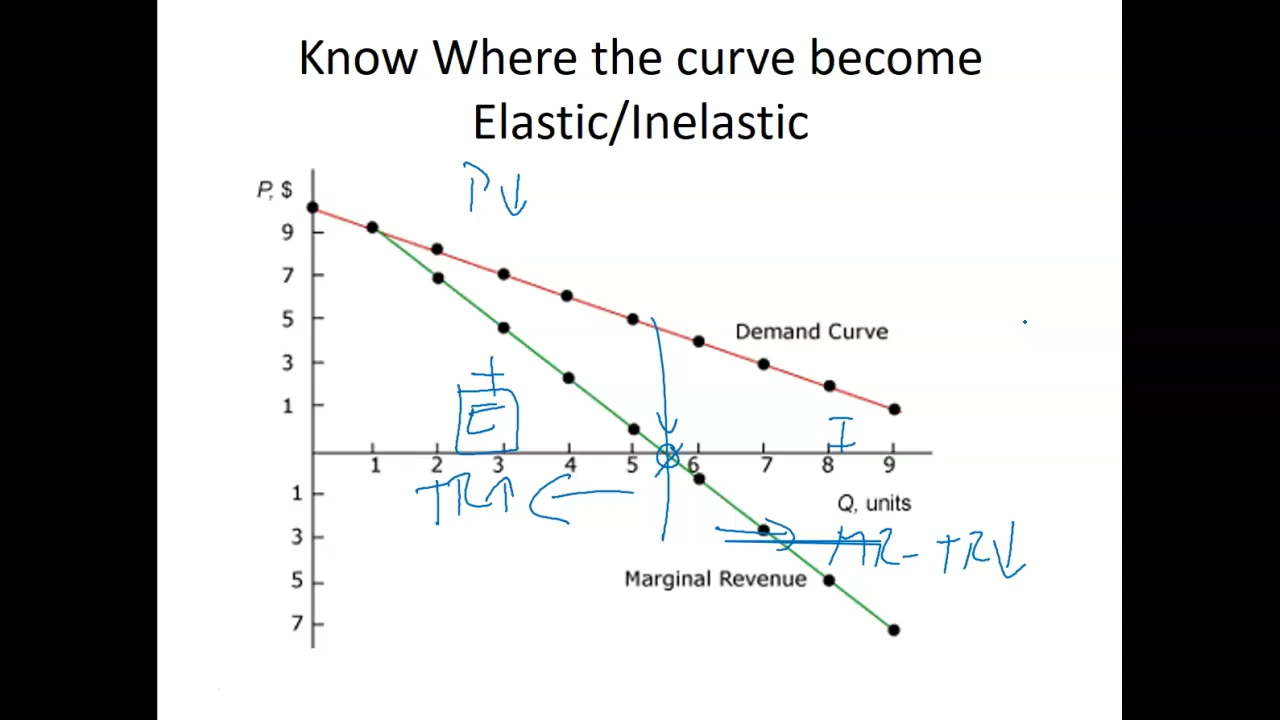 Know Where the curve become
Elastic/Inelastic
P↓
P, $
9
7
5
Demand Curve
3
+
1
E
I
1 2 3 4 5 6 7 8 9
TR↑ ←
1
Q, units
3
→ MR- TR↓
5
Marginal Revenue
7